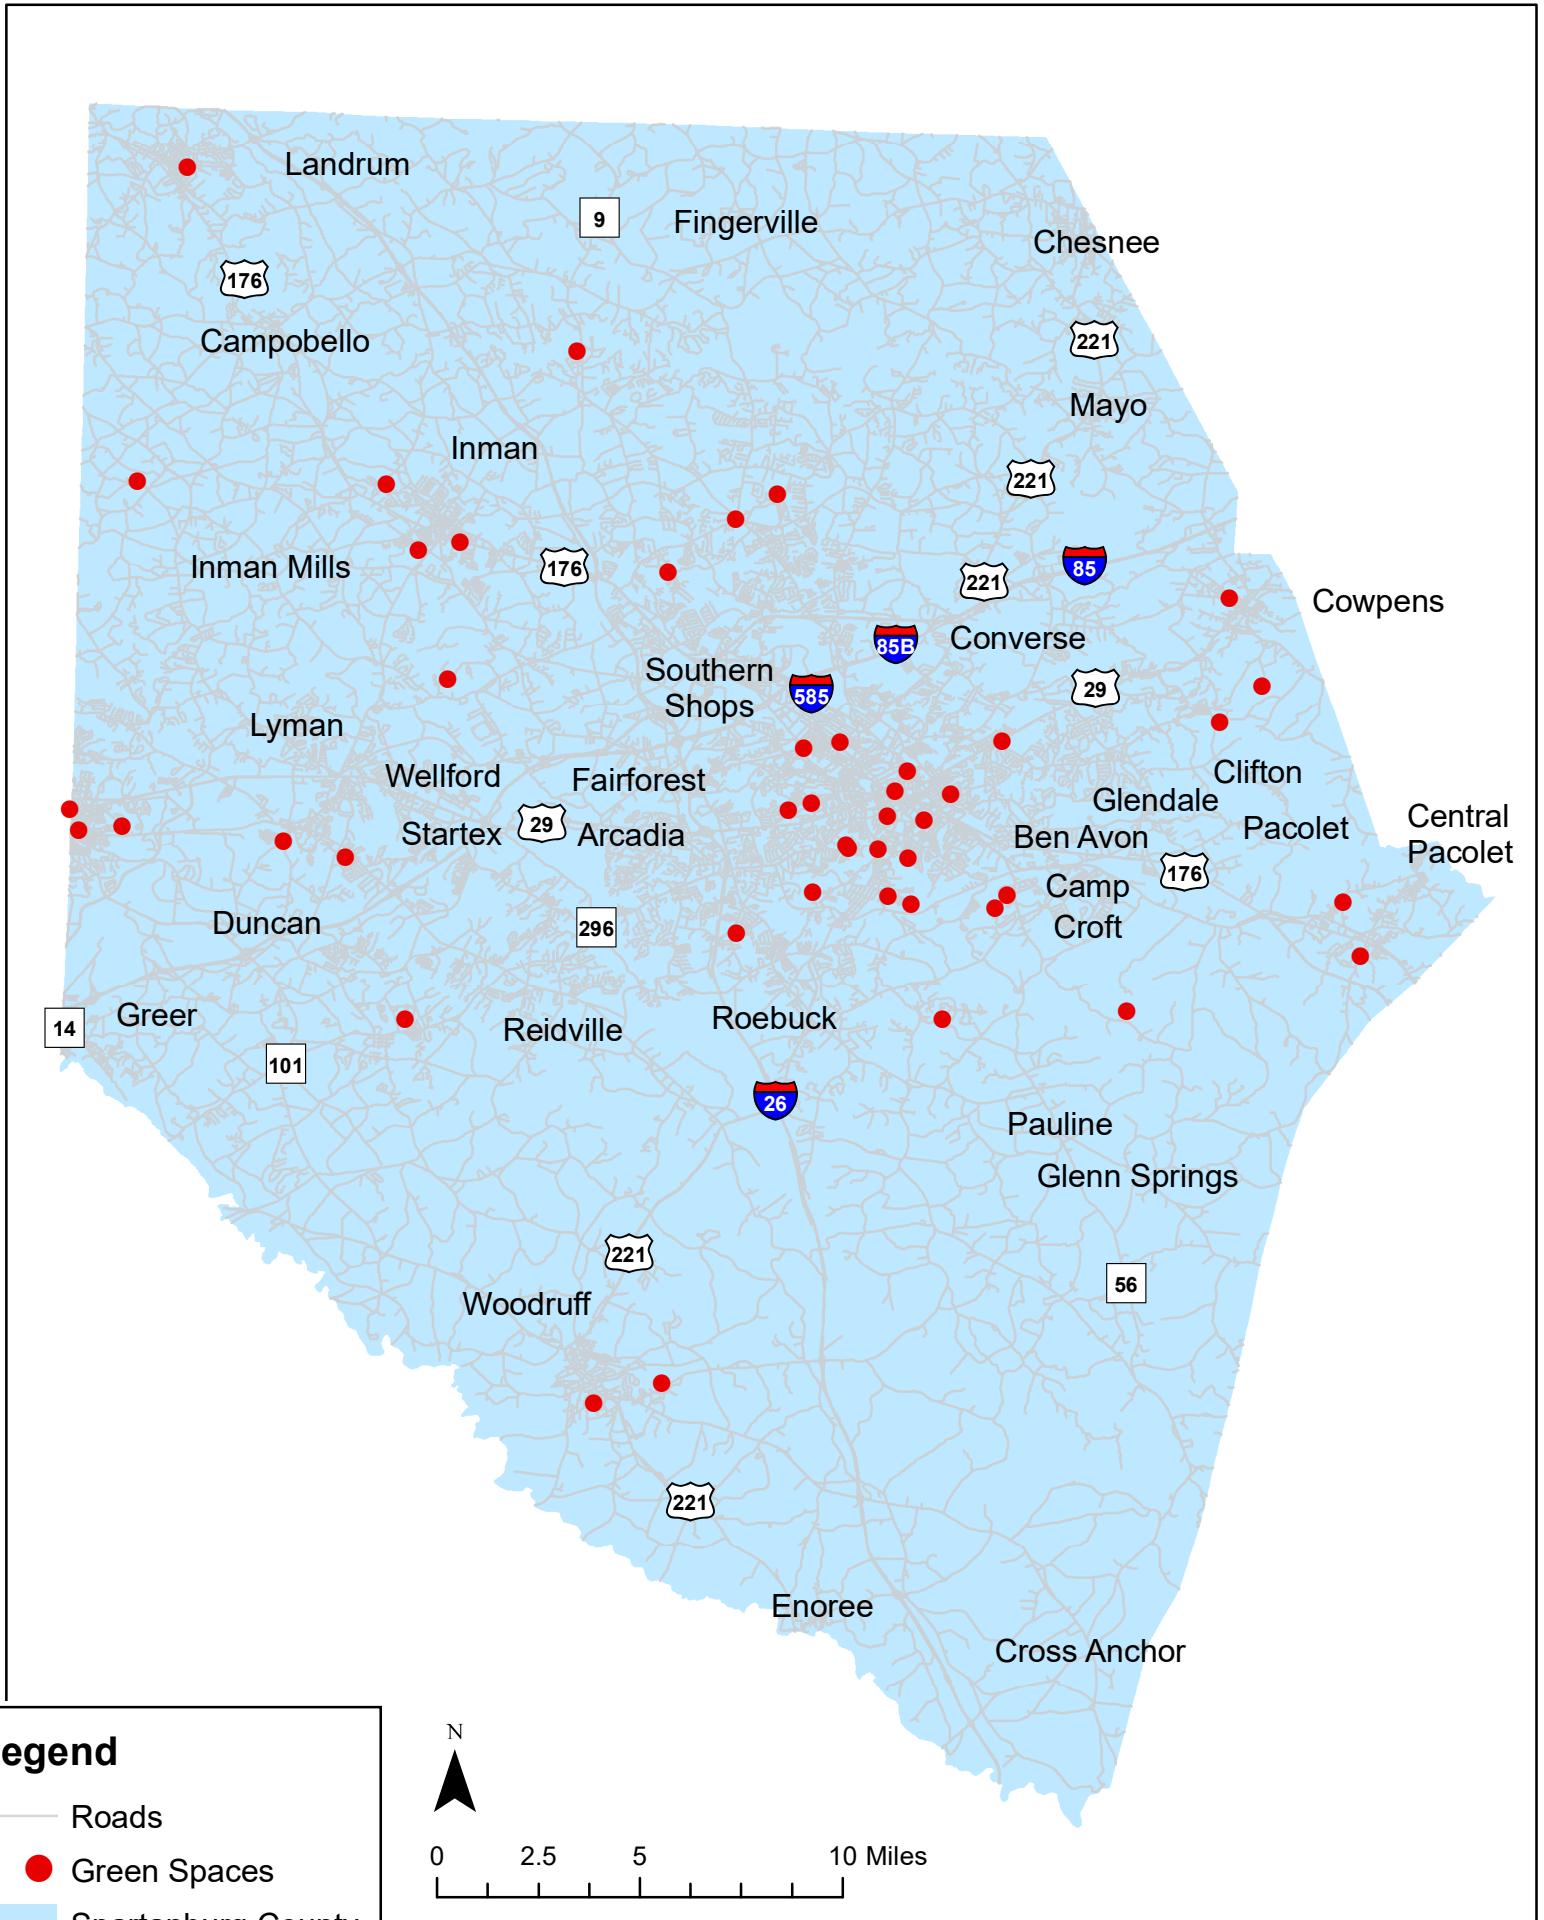 Landrum
9
Fingerville
Chesnee
176
Campobello
221
Mayo
Inman
221
Inman Mills
176
85
221
Cowpens
85B
Converse
Southern
Shops
585
29
Lyman
Wellford
Fairforest
Clifton
Glendale
Central
Pacolet
Pacolet
29
Startex
Arcadia
Ben Avon
176
Camp
Croft
Duncan
296
14
Greer
Reidville
Roebuck
101
26
Pauline
Glenn Springs
221
56
Woodruff
221
Enoree
Cross Anchor
egend
Roads
Green Spaces
Spartanburg County
N
0 2.5 5 10 Miles